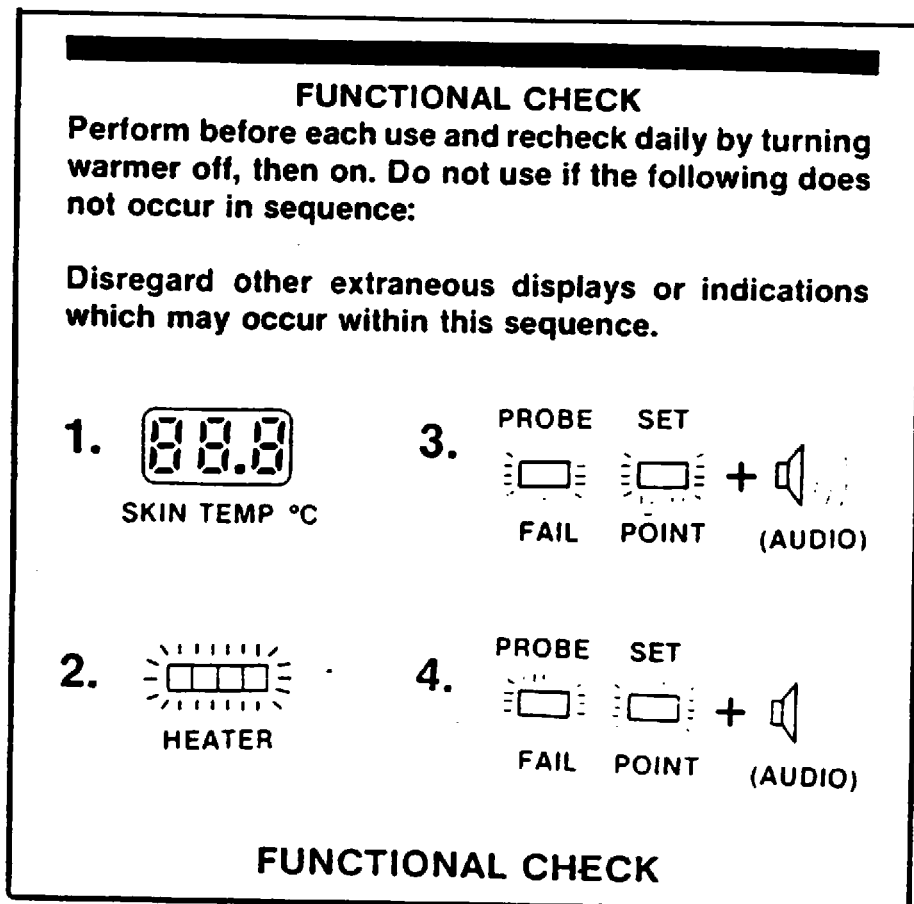 FUNCTIONAL CHECK
Perform before each use and recheck daily by turning
warmer off, then on. Do not use if the following does
not occur in sequence:
Disregard other extraneous displays or indications
which may occur within this sequence.
1. 88.8
SKIN TEMP °C
2.
HEATER
3. PROBE SET
+
FAIL POINT (AUDIO)
4. PROBE SET
+
FAIL POINT (AUDIO)
FUNCTIONAL CHECK